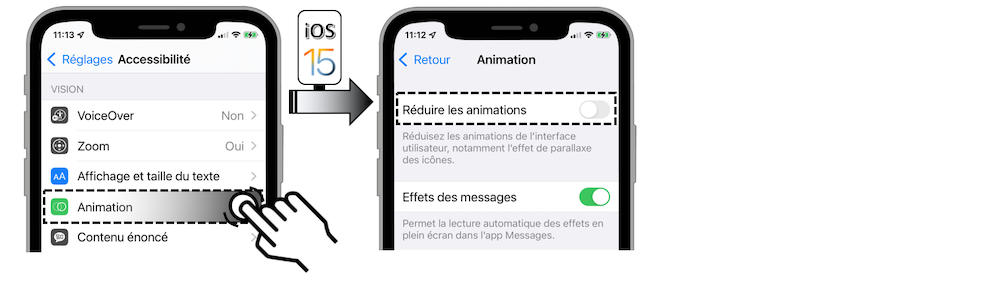 11:13
Réglages Accessibilité
VISION
VoiceOver Non
Zoom Oui
AA Affichage et taille du texte
Animation
Contenu énoncé
iOS
15
11:12
Retour Animation
Réduire les animations
Réduisez les animations de l'interface
utilisateur, notamment l'effet de parallaxe
des icônes.
Effets des messages
Permet la lecture automatique des effets en
plein écran dans l'app Messages.